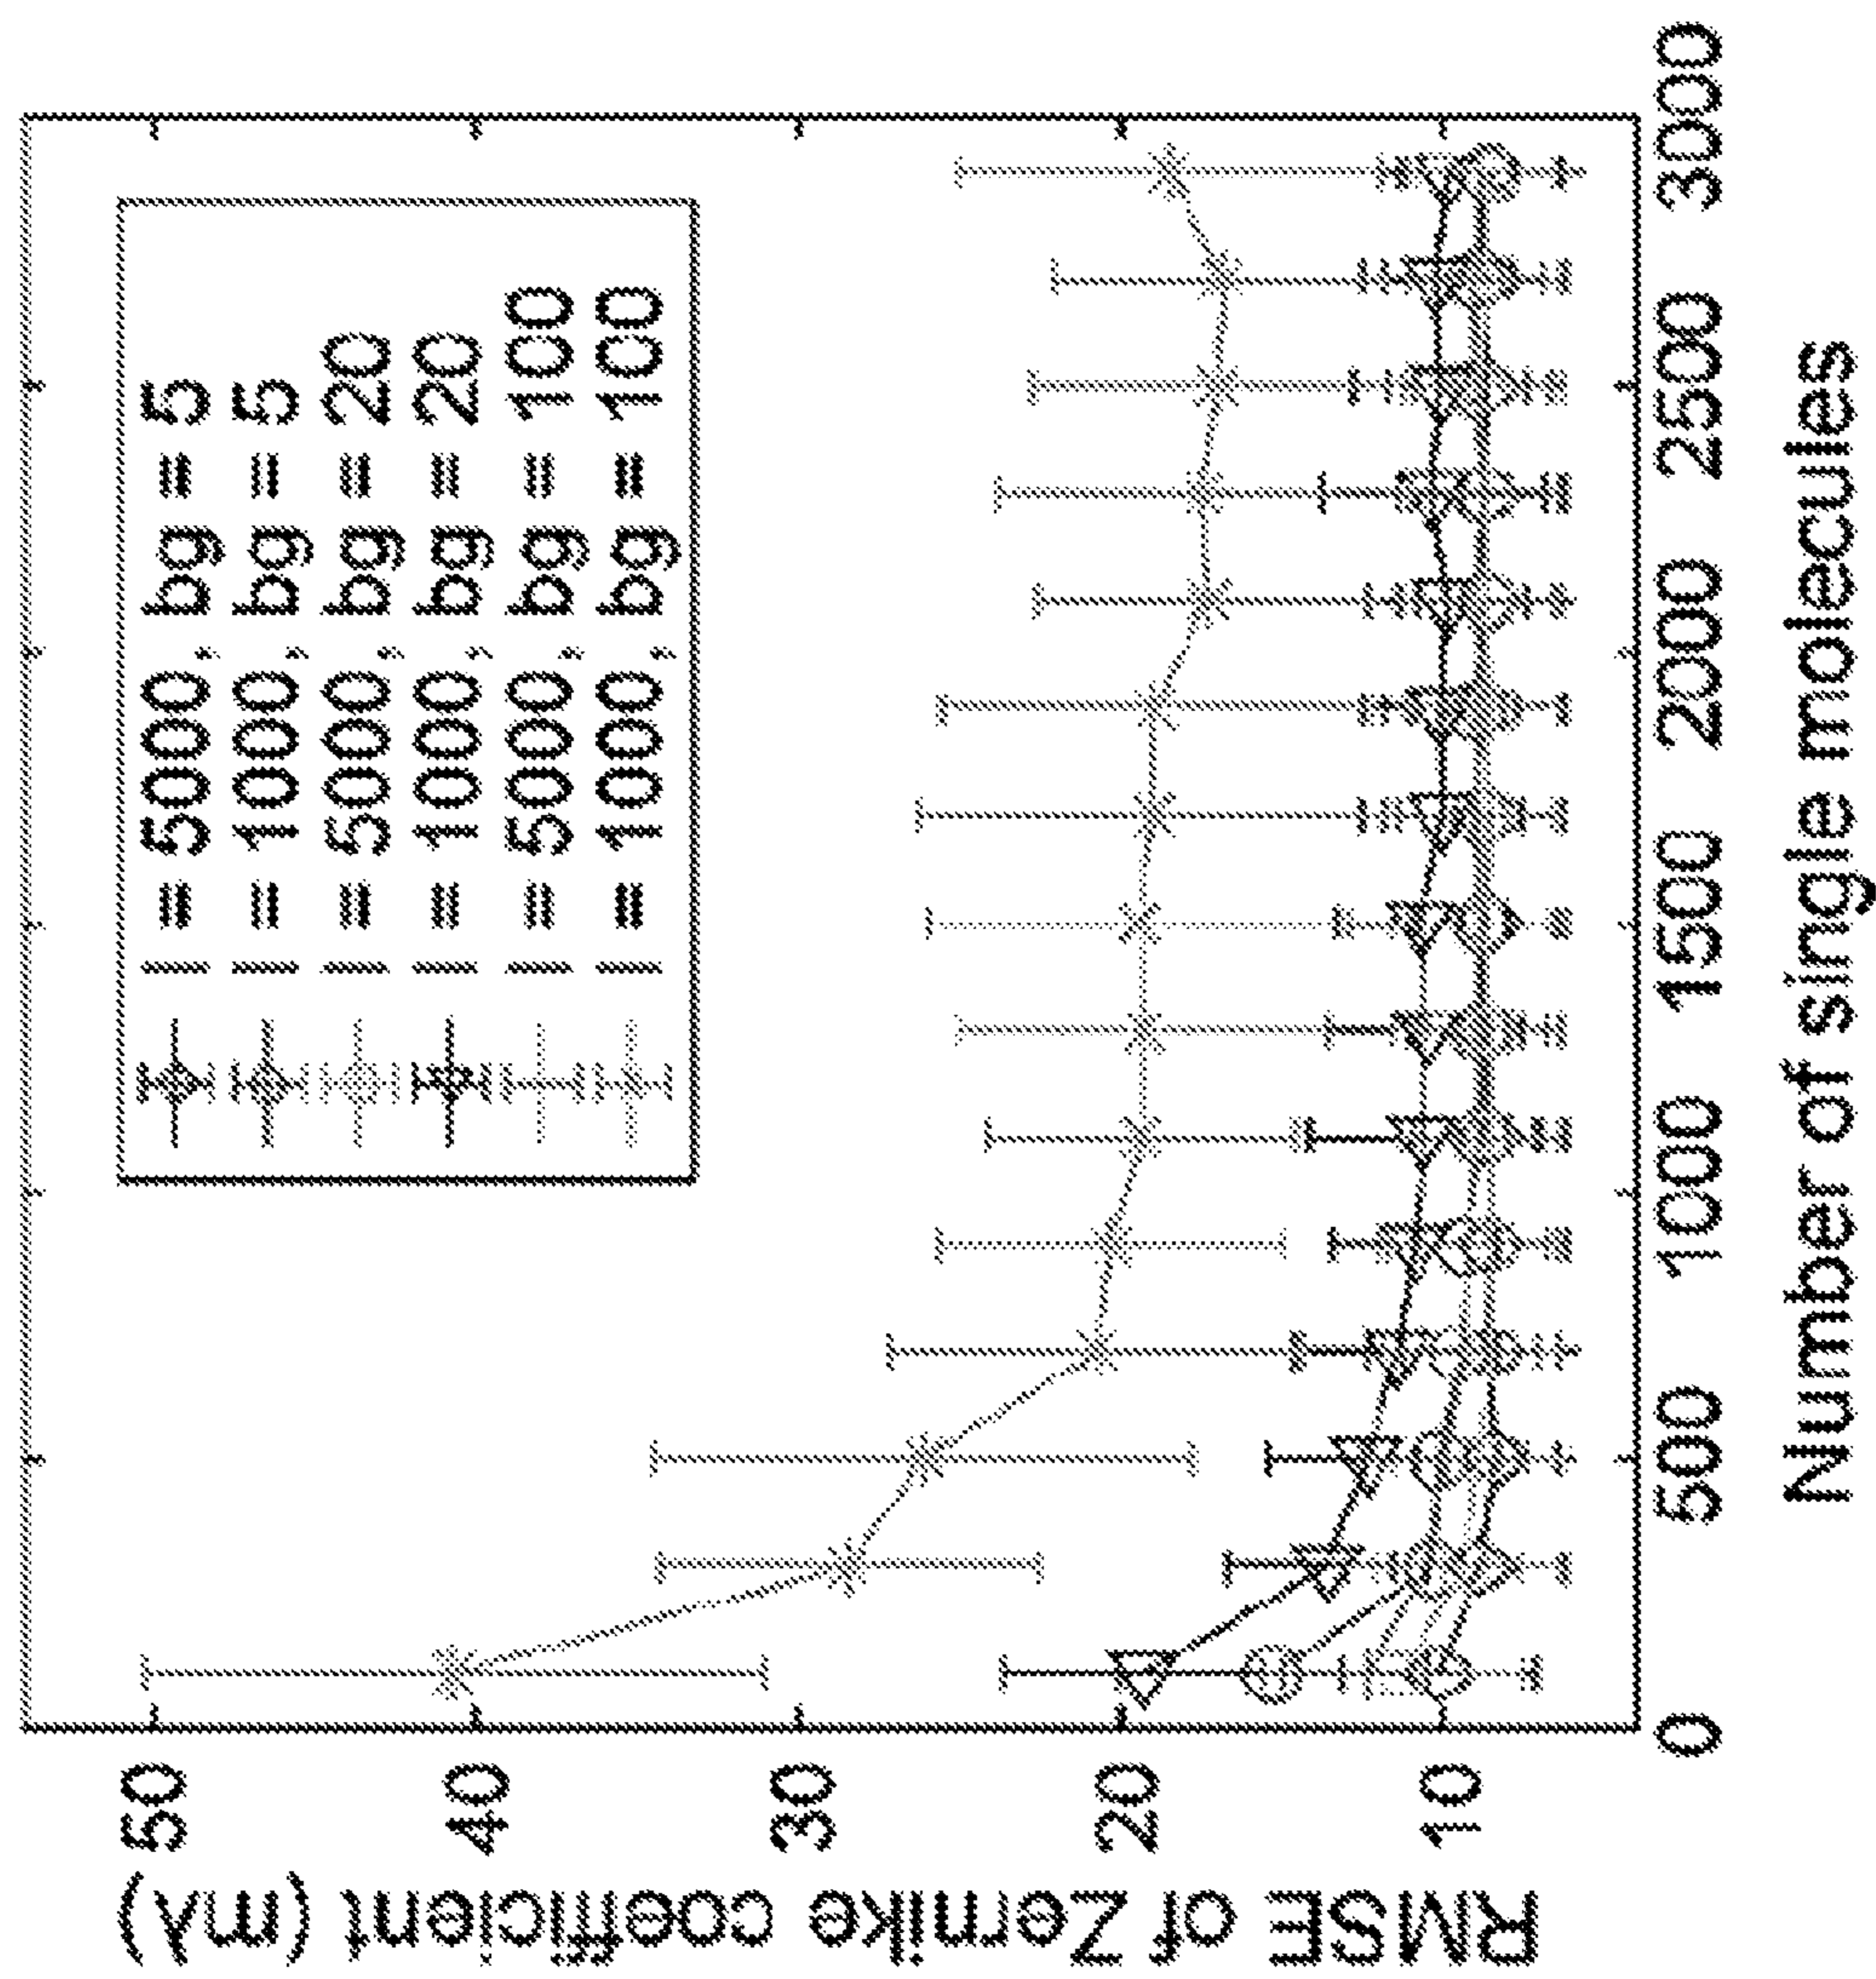 RMSE of Zernike coefficient (mλ)
50
40
30
20
10
I = 5000, bg = 5
I = 1000, bg = 5
I = 5000, bg = 20
I = 1000, bg = 20
I = 5000, bg = 100
I = 1000, bg = 100
0 500 1000 1500 2000 2500 3000
Number of single molecules